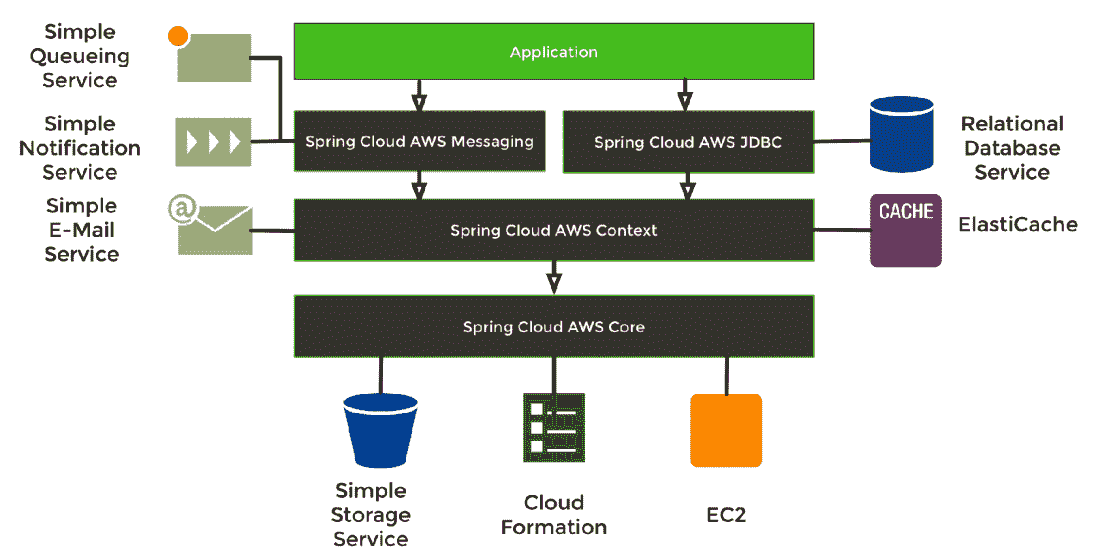 Simple
Queueing
Service
Application
Simple
Notification
Service
Spring Cloud AWS Messaging
Spring Cloud AWS JDBC
Relational
Database
Service
Simple
E-Mail
Service
@
Spring Cloud AWS Context
CACHE
ElastiCache
Spring Cloud AWS Core
Simple
Storage
Service
Cloud
Formation
EC2